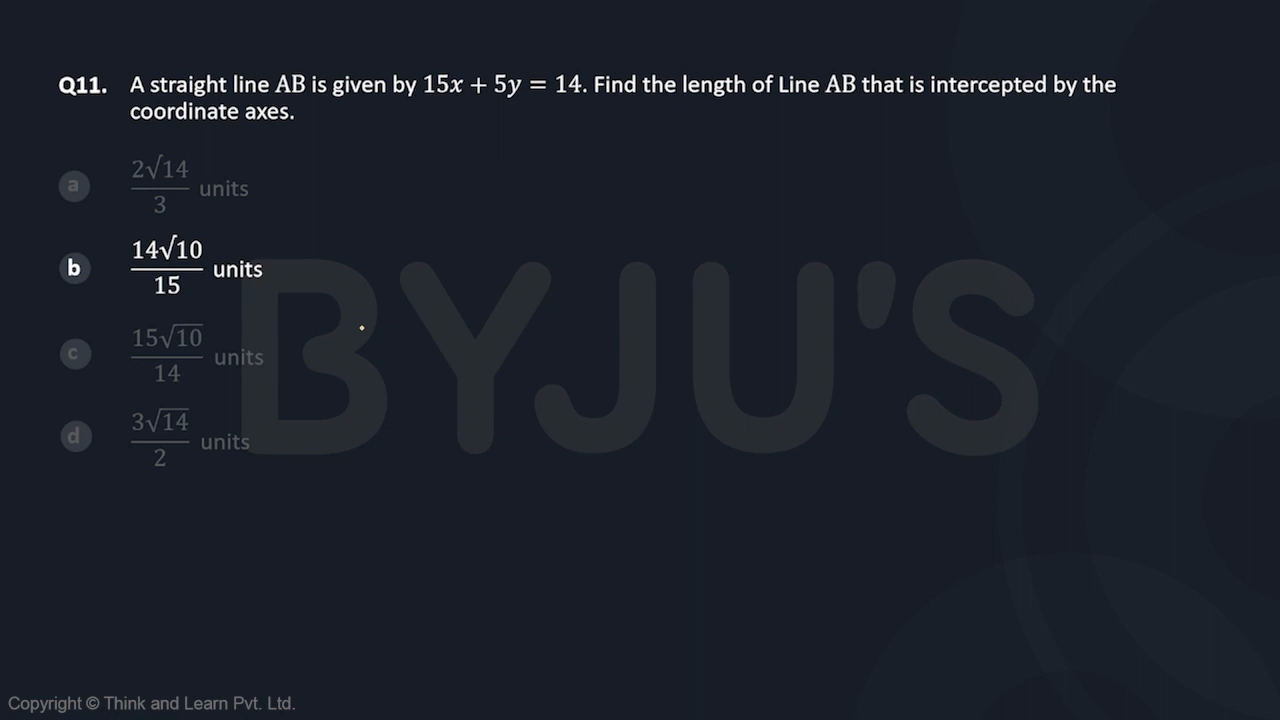 Q11. A straight line AB is given by 15x + 5y = 14. Find the length of Line AB that is intercepted by the
coordinate axes.
a 2√14/3 units
b 14√10/15 units
c 15√10/14 units
d 3√14/2 units
BYJU'S
Copyright © Think and Learn Pvt. Ltd.